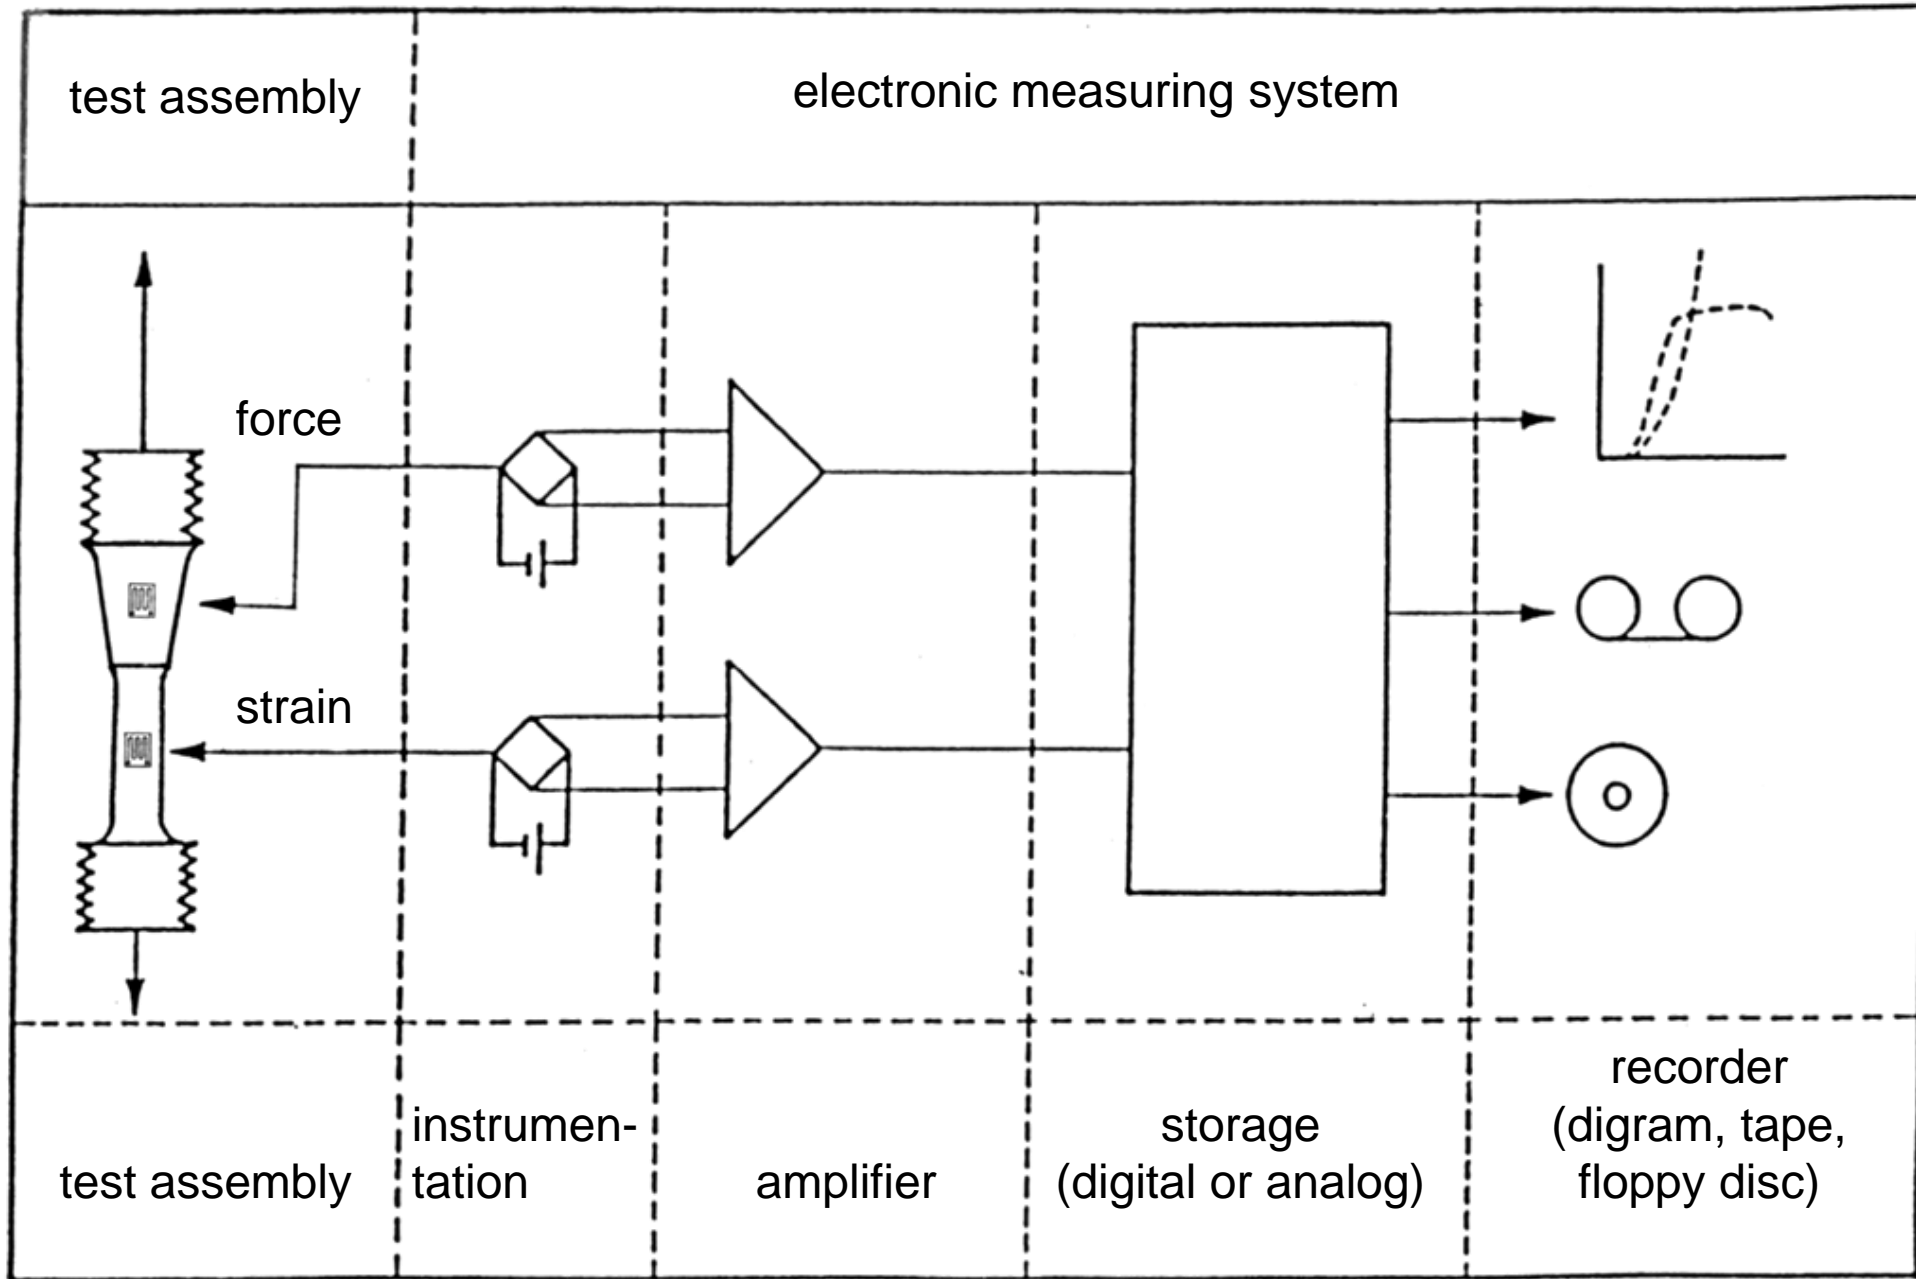 test assembly
electronic measuring system
force
strain
test assembly
instrumen-
tation
amplifier
storage
(digital or analog)
recorder
(digram, tape,
floppy disc)